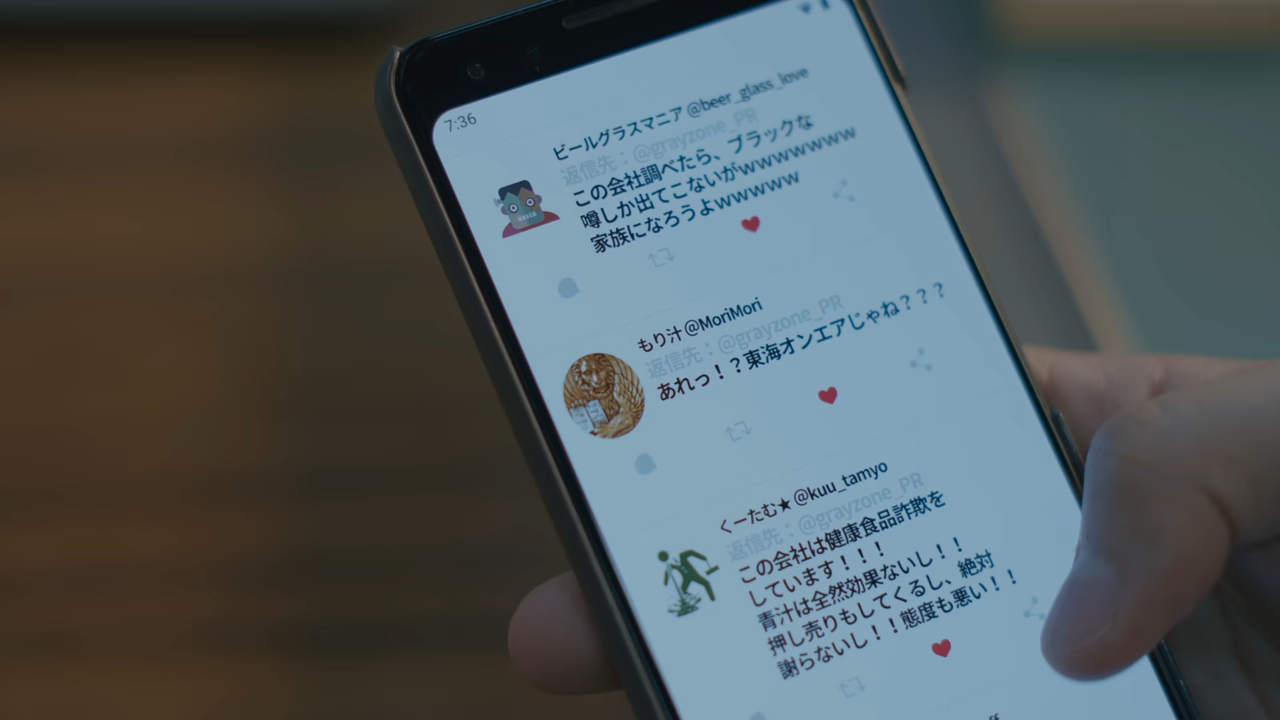 7:36
ビールグラスマニア @beer_glass_love
返信先：@grayzone_PR
この会社調べたら、ブラックな
噂しか出てこないがwwwwwww
家族になろうよwwwww
もり汁 @MoriMori
返信先：@grayzone_PR
あれっ！？東海オンエアじゃね？？？
くーたむ★ @kuu_tamyo
返信先：@grayzone_PR
この会社は健康食品詐欺を
しています！！！
青汁は全然効果ないし！！
押し売りもしてくるし、絶対
謝らないし！！態度も悪い！！